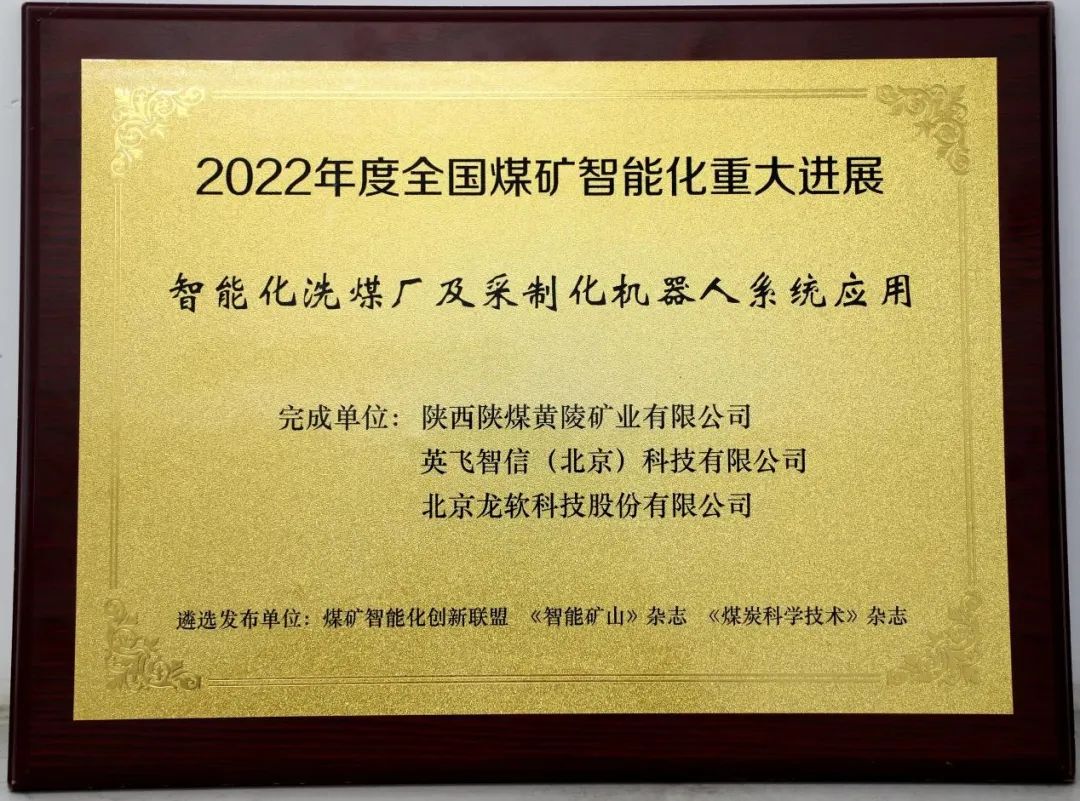 2022年度全国煤矿智能化重大进展
智能化洗煤厂及采制化机器人系统应用
完成单位：陕西陕煤黄陵矿业有限公司
英飞智信（北京）科技有限公司
北京龙软科技股份有限公司
遴选发布单位：煤矿智能化创新联盟 《智能矿山》杂志 《煤炭科学技术》杂志